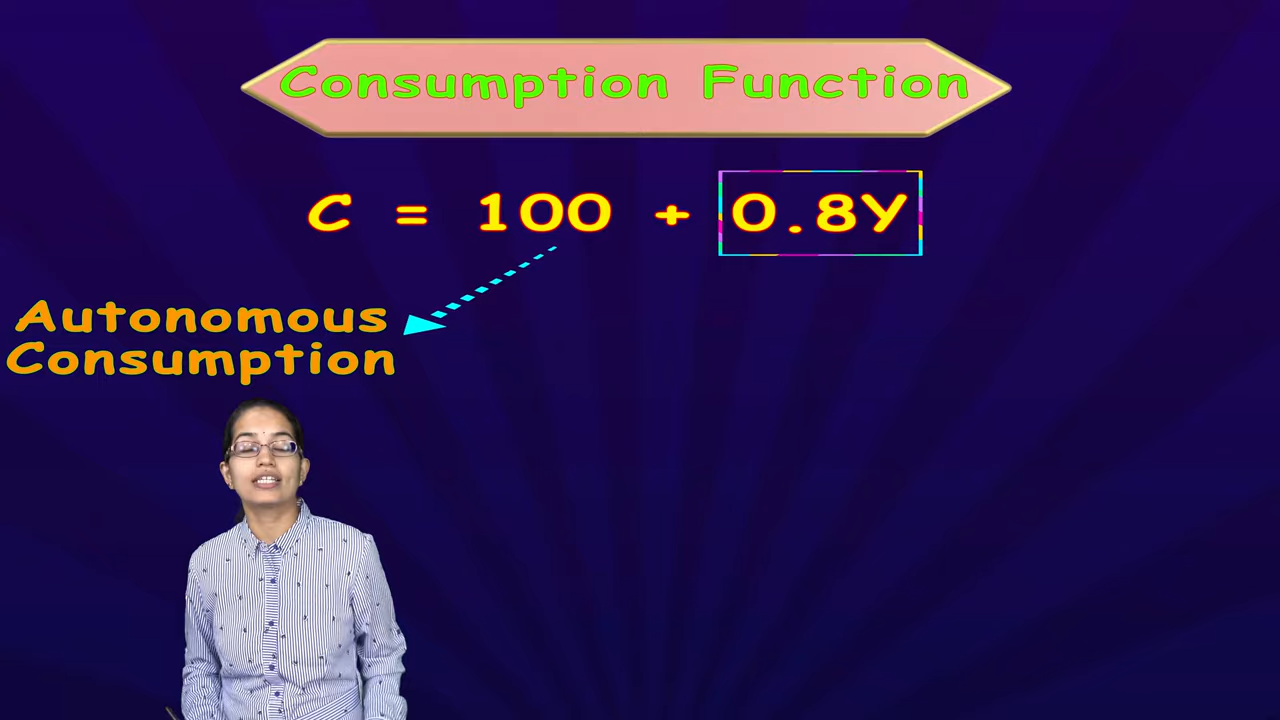 Consumption Function
C = 100 + 0.8Y
Autonomous
Consumption